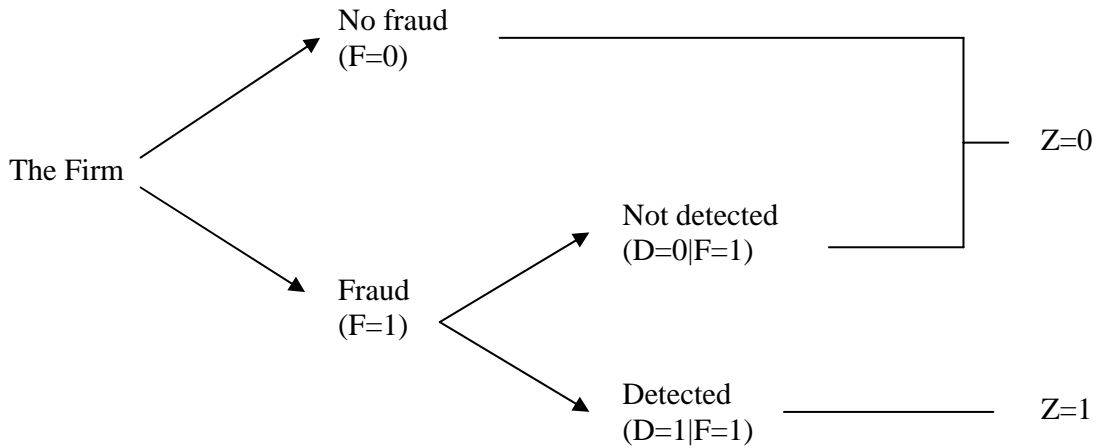 No fraud
(F=0)
The Firm
Z=0
Not detected
(D=0|F=1)
Fraud
(F=1)
Detected
(D=1|F=1)
Z=1